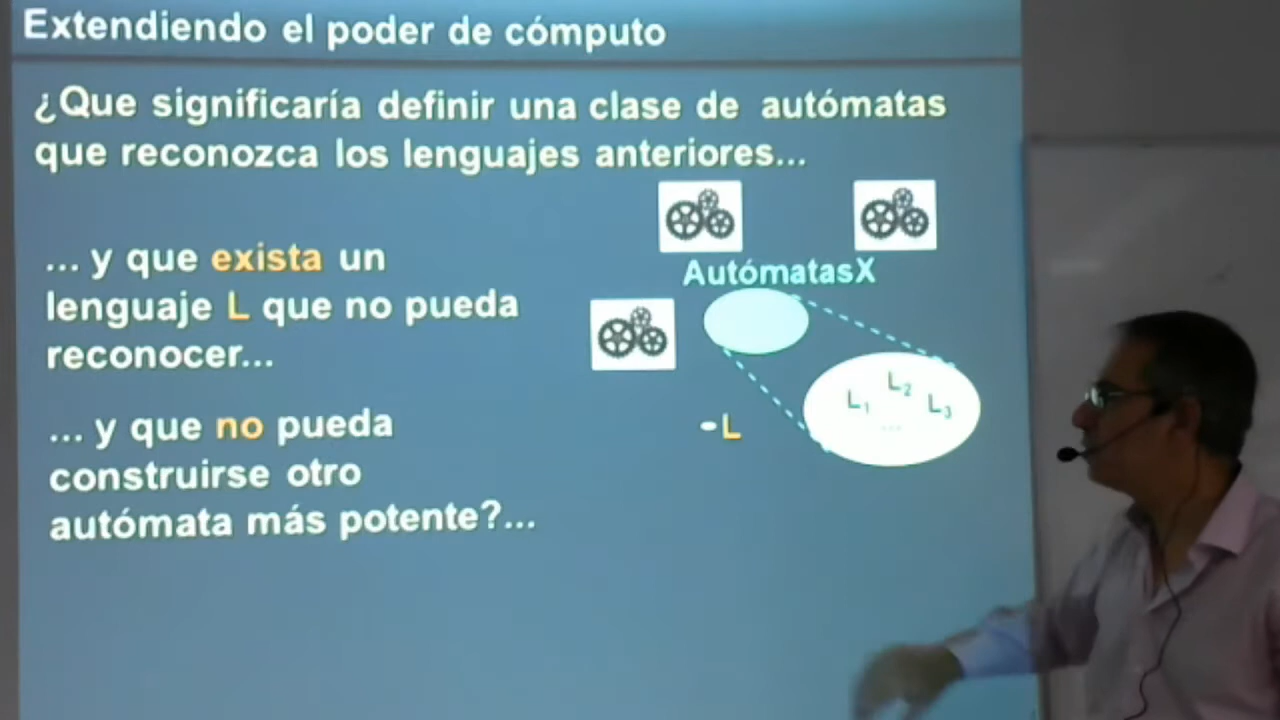 Extendiendo el poder de cómputo
¿Que significaría definir una clase de autómatas
que reconozca los lenguajes anteriores...
... y que exista un
lenguaje L que no pueda
reconocer...
... y que no pueda
construirse otro
autómata más potente?...
AutómatasX
L1 L2 L3
...
L